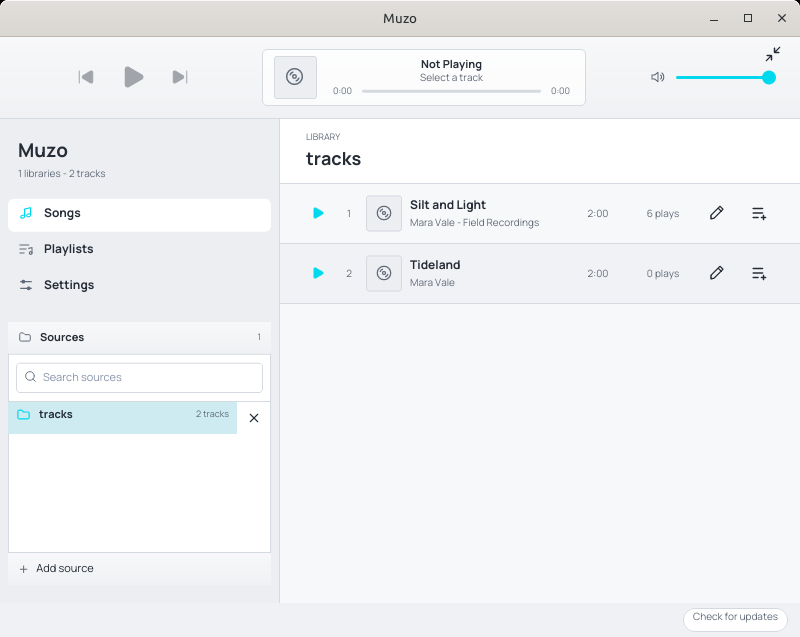 Muzo
Not Playing
Select a track
0:00
0:00
Muzo
1 libraries - 2 tracks
Songs
Playlists
Settings
Sources 1
Search sources
tracks 2 tracks
Add source
LIBRARY
tracks
1 Silt and Light 2:00 6 plays
Mara Vale - Field Recordings
2 Tideland 2:00 0 plays
Mara Vale
Check for updates